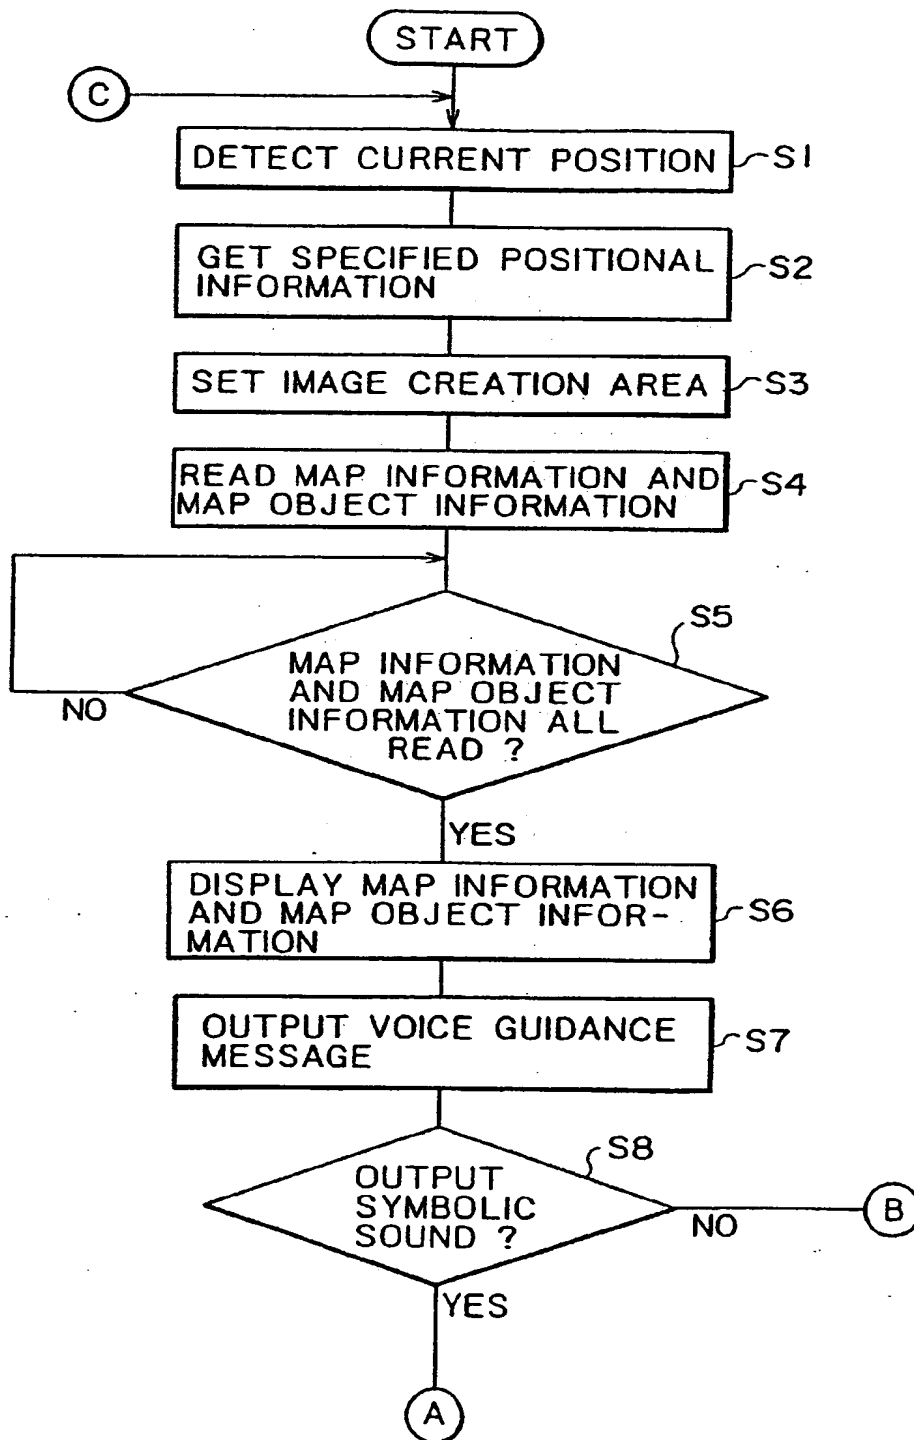 START
C
DETECT CURRENT POSITION
S1
GET SPECIFIED POSITIONAL
INFORMATION
S2
SET IMAGE CREATION AREA
S3
READ MAP INFORMATION AND
MAP OBJECT INFORMATION
S4
S5
MAP INFORMATION
AND MAP OBJECT
INFORMATION ALL
READ ?
NO
YES
DISPLAY MAP INFORMATION
AND MAP OBJECT INFOR-
MATION
S6
OUTPUT VOICE GUIDANCE
MESSAGE
S7
S8
OUTPUT
SYMBOLIC
SOUND ?
NO
B
YES
A